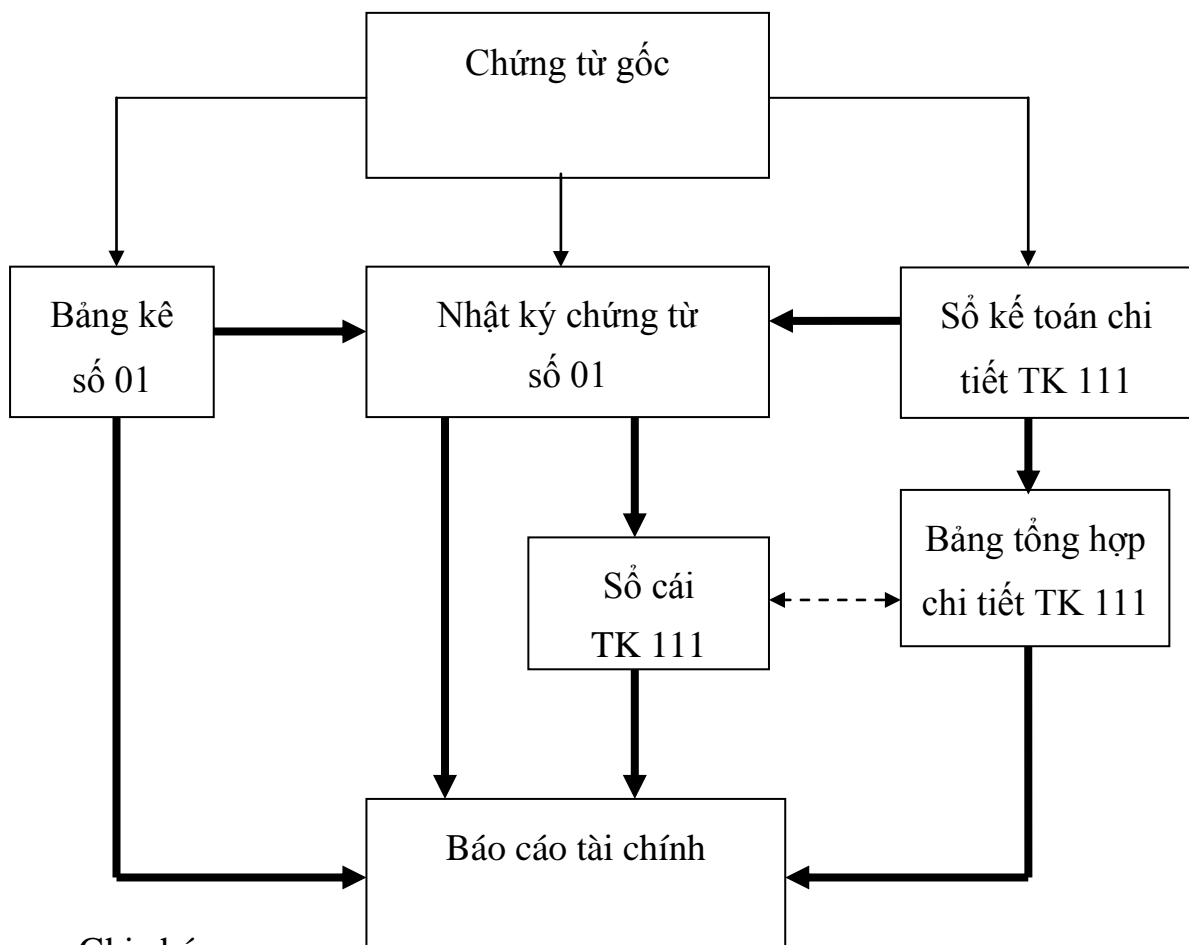 Chứng từ gốc
Bảng kê
số 01
Nhật ký chứng từ
số 01
Sổ kế toán chi
tiết TK 111
Sổ cái
TK 111
Bảng tổng hợp
chi tiết TK 111
Báo cáo tài chính